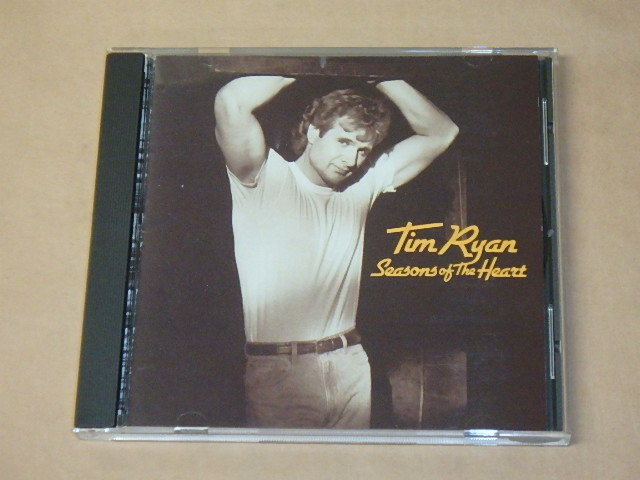 Tim Ryan
Seasons of The Heart